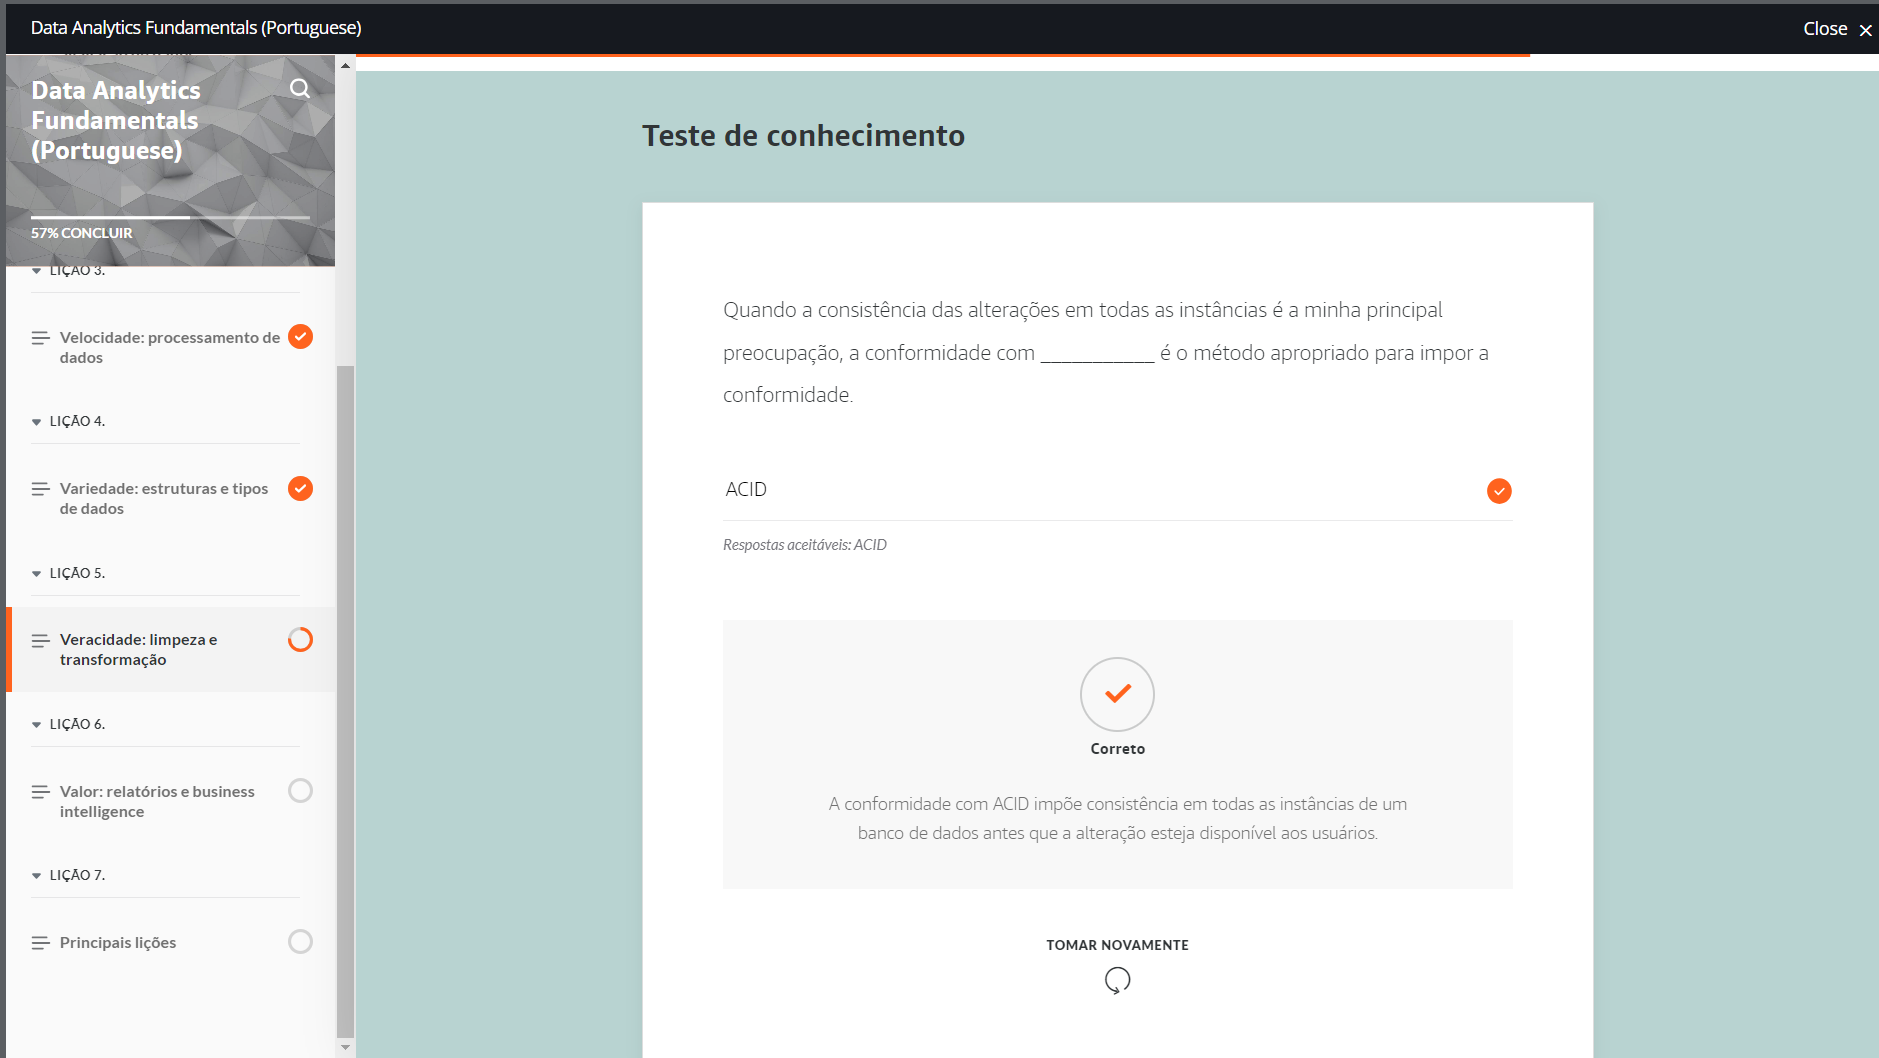 Data Analytics Fundamentals (Portuguese)
Close
Data Analytics
Fundamentals
(Portuguese)
57% CONCLUIR
LIÇÃO 3.
Velocidade: processamento de
dados
LIÇÃO 4.
Variedade: estruturas e tipos
de dados
LIÇÃO 5.
Veracidade: limpeza e
transformação
LIÇÃO 6.
Valor: relatórios e business
intelligence
LIÇÃO 7.
Principais lições
Teste de conhecimento
Quando a consistência das alterações em todas as instâncias é a minha principal
preocupação, a conformidade com ___________ é o método apropriado para impor a
conformidade.
ACID
Respostas aceitáveis: ACID
Correto
A conformidade com ACID impõe consistência em todas as instâncias de um
banco de dados antes que a alteração esteja disponível aos usuários.
TOMAR NOVAMENTE